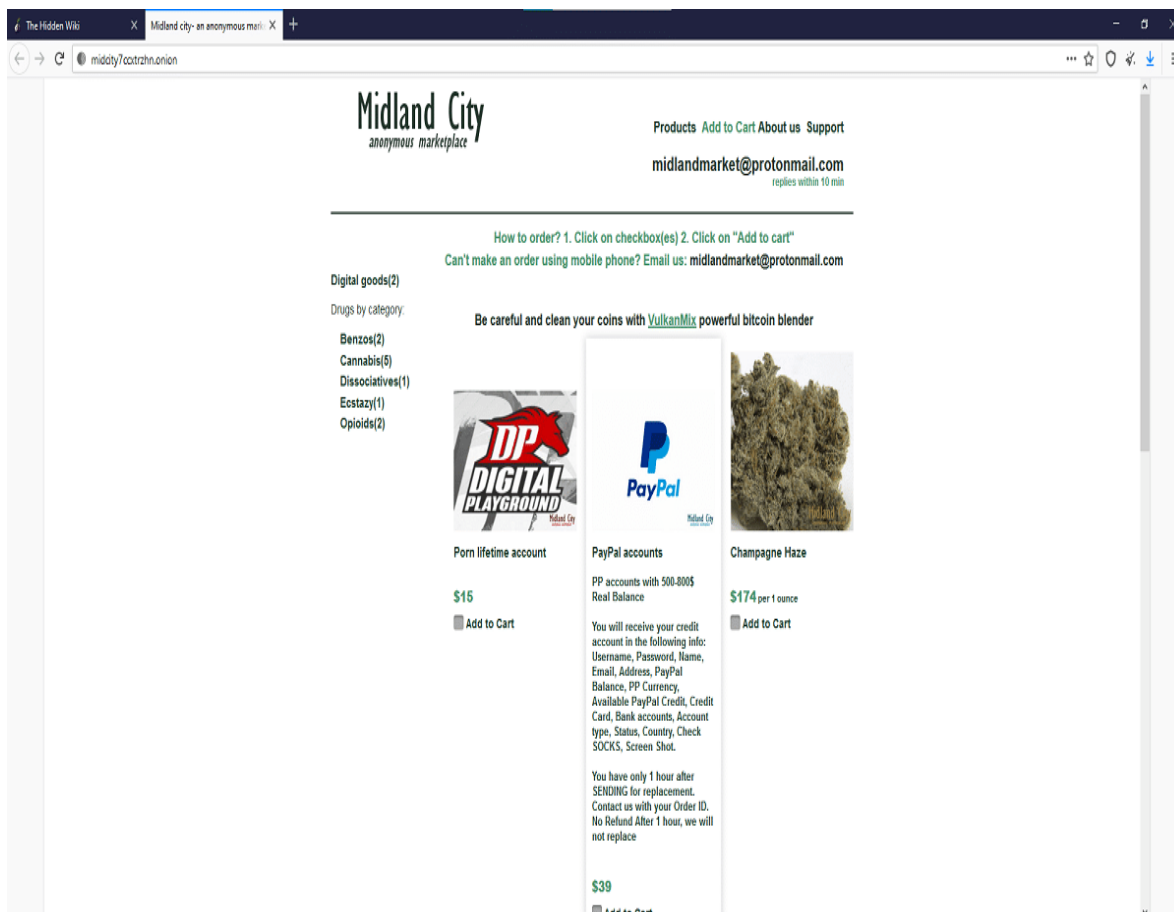 The Hidden Wiki
Midland city- an anonymous mark
midcity7ccxtrzhn.onion
Midland City
anonymous marketplace
Products Add to Cart About us Support
midlandmarket@protonmail.com
replies within 10 min
How to order? 1. Click on checkbox(es) 2. Click on "Add to cart"
Can't make an order using mobile phone? Email us: midlandmarket@protonmail.com
Digital goods(2)
Drugs by category:
Benzos(2)
Cannabis(5)
Dissociatives(1)
Ecstazy(1)
Opioids(2)
Be careful and clean your coins with VulkanMix powerful bitcoin blender
DP
DIGITAL
PLAYGROUND
Midland City
Porn lifetime account
$15
Add to Cart
PayPal
Midland City
PayPal accounts
PP accounts with 500-800$
Real Balance
You will receive your credit
account in the following info:
Username, Password, Name,
Email, Address, PayPal
Balance, PP Currency,
Available PayPal Credit, Credit
Card, Bank accounts, Account
type, Status, Country, Check
SOCKS, Screen Shot.
You have only 1 hour after
SENDING for replacement.
Contact us with your Order ID.
No Refund After 1 hour, we will
not replace
$39
Add to Cart
Champagne Haze
$174 per 1 ounce
Add to Cart